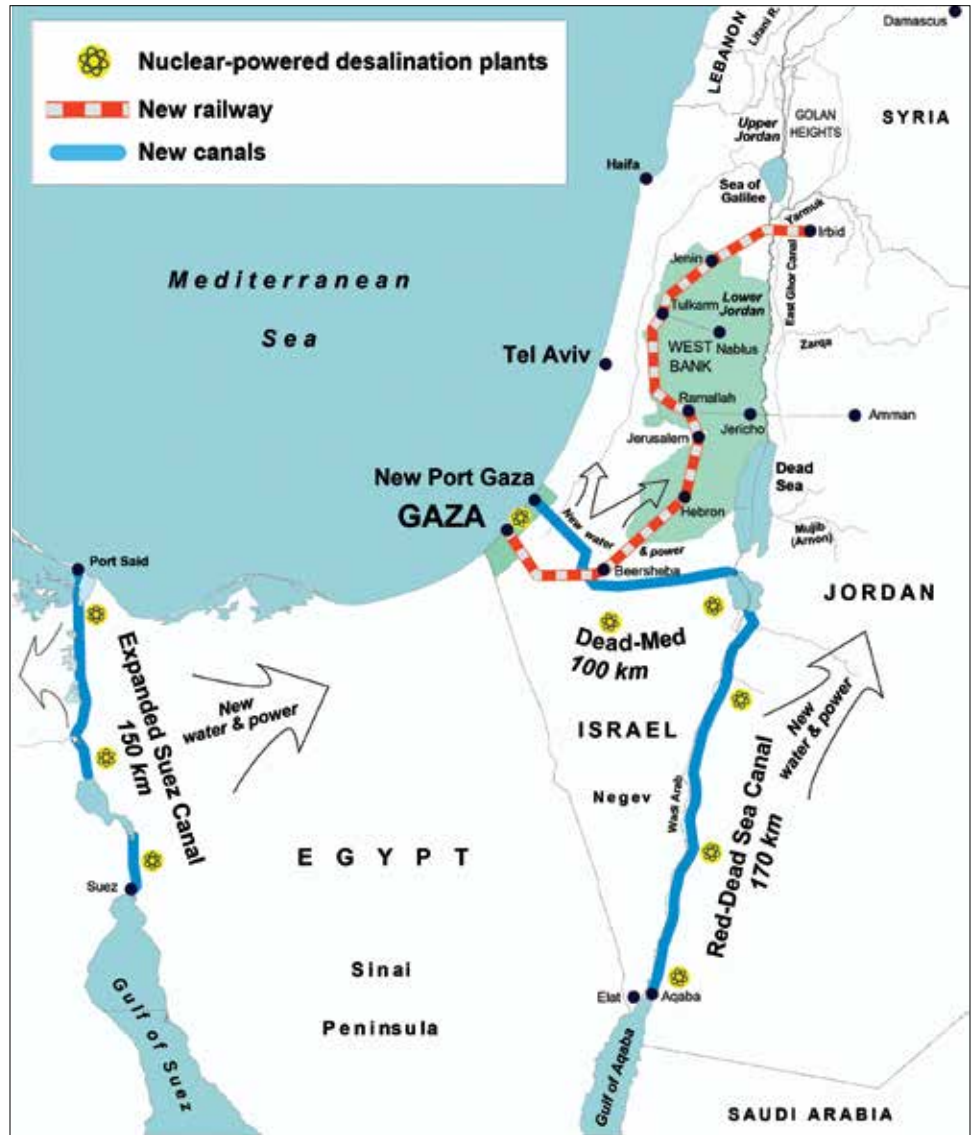 Nuclear-powered desalination plants
New railway
New canals
Damascus
Litani R.
LEBANON
SYRIA
GOLAN
HEIGHTS
Upper
Jordan
Haifa
Sea of
Galilee
Yarmuk
Irbid
Jenin
East Ghor Canal
Mediterranean
Sea
Tulkarm
Lower
Jordan
Nablus
Zarqa
WEST
BANK
Tel Aviv
Ramallah
Jericho
Amman
Jerusalem
Dead
Sea
New Port Gaza
GAZA
Hebron
New water & power
Mujib
(Arnon)
Beersheba
Port Said
JORDAN
Dead-Med
100 km
Expanded Suez Canal
150 km
New
water & power
New
water & power
ISRAEL
Negev
Wadi Arab
Red-Dead Sea Canal
170 km
EGYPT
Suez
Sinai
Peninsula
Elat
Aqaba
Gulf of Suez
Gulf of Aqaba
SAUDI ARABIA